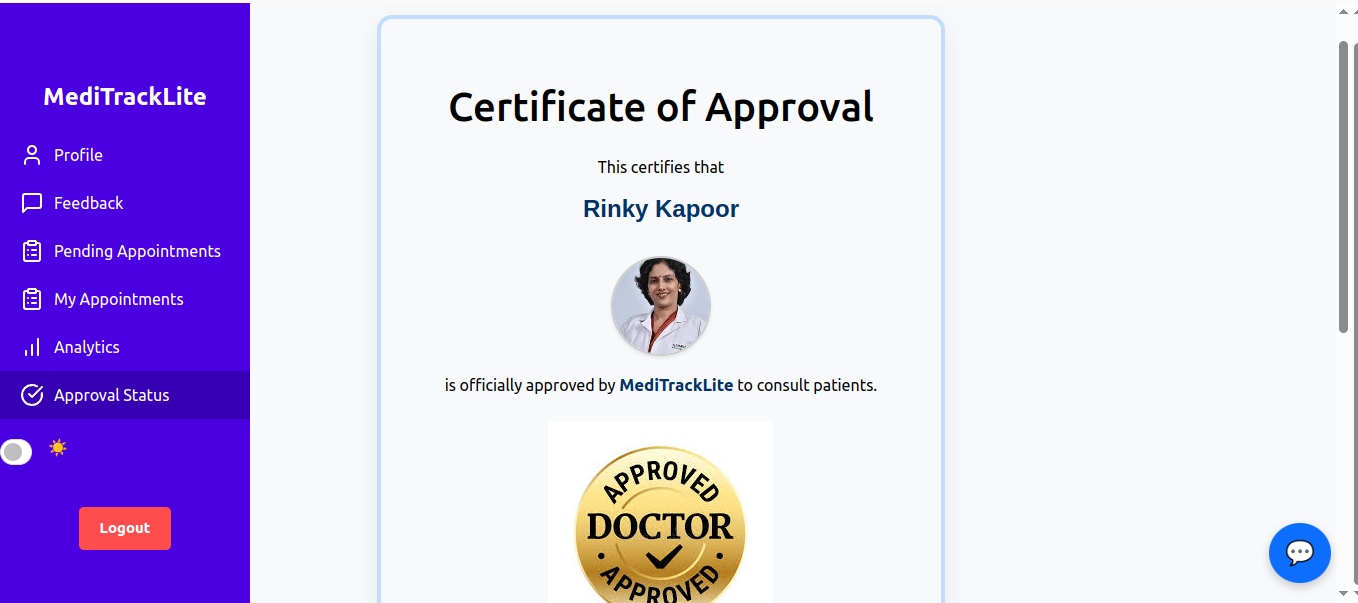 MediTrackLite
Profile
Feedback
Pending Appointments
My Appointments
Analytics
Approval Status
Logout
Certificate of Approval
This certifies that
Rinky Kapoor
is officially approved by MediTrackLite to consult patients.
APPROVED
DOCTOR
APPROVED